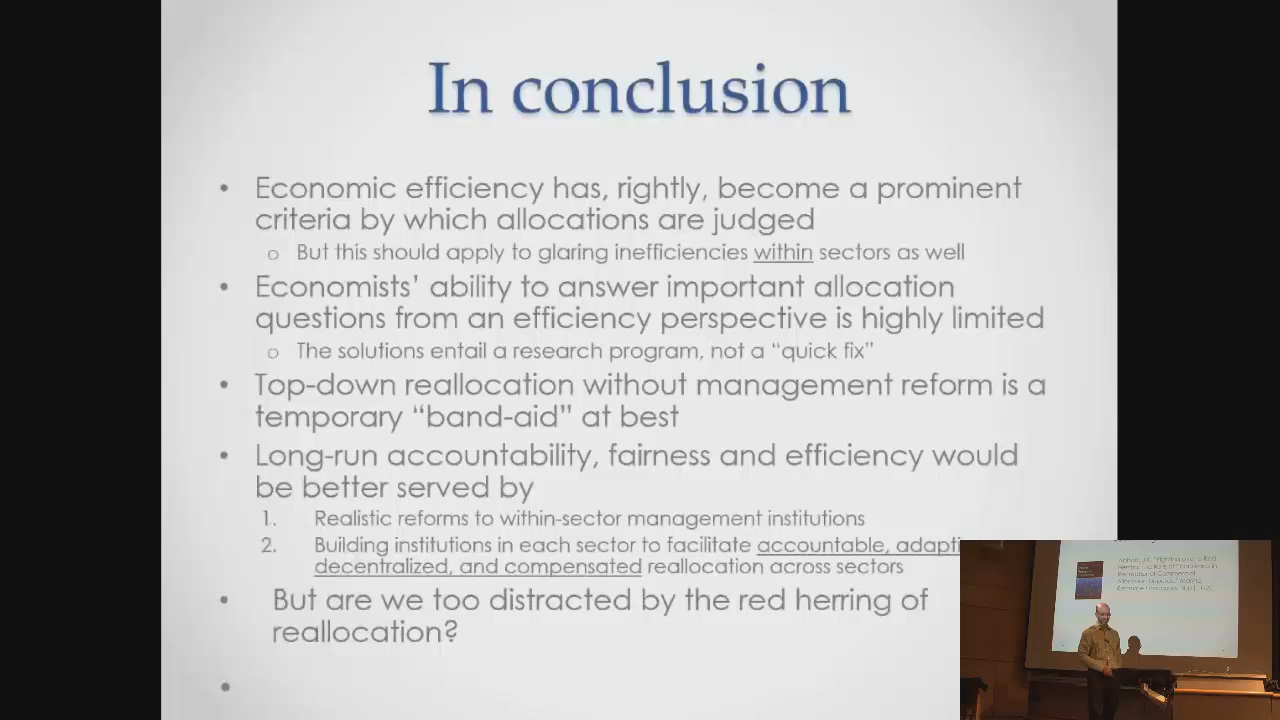 In conclusion
• Economic efficiency has, rightly, become a prominent
criteria by which allocations are judged
o But this should apply to glaring inefficiencies within sectors as well
• Economists’ ability to answer important allocation
questions from an efficiency perspective is highly limited
o The solutions entail a research program, not a “quick fix”
• Top-down reallocation without management reform is a
temporary “band-aid” at best
• Long-run accountability, fairness and efficiency would
be better served by
1. Realistic reforms to within-sector management institutions
2. Building institutions in each sector to facilitate accountable,
decentralized, and compensated reallocation across sectors
• But are we too distracted by the red herring of
reallocation?
•